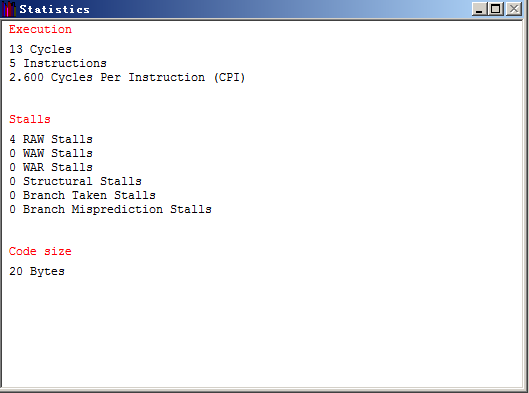 Statistics
Execution
13 Cycles
5 Instructions
2.600 Cycles Per Instruction (CPI)
Stalls
4 RAW Stalls
0 WAW Stalls
0 WAR Stalls
0 Structural Stalls
0 Branch Taken Stalls
0 Branch Misprediction Stalls
Code size
20 Bytes